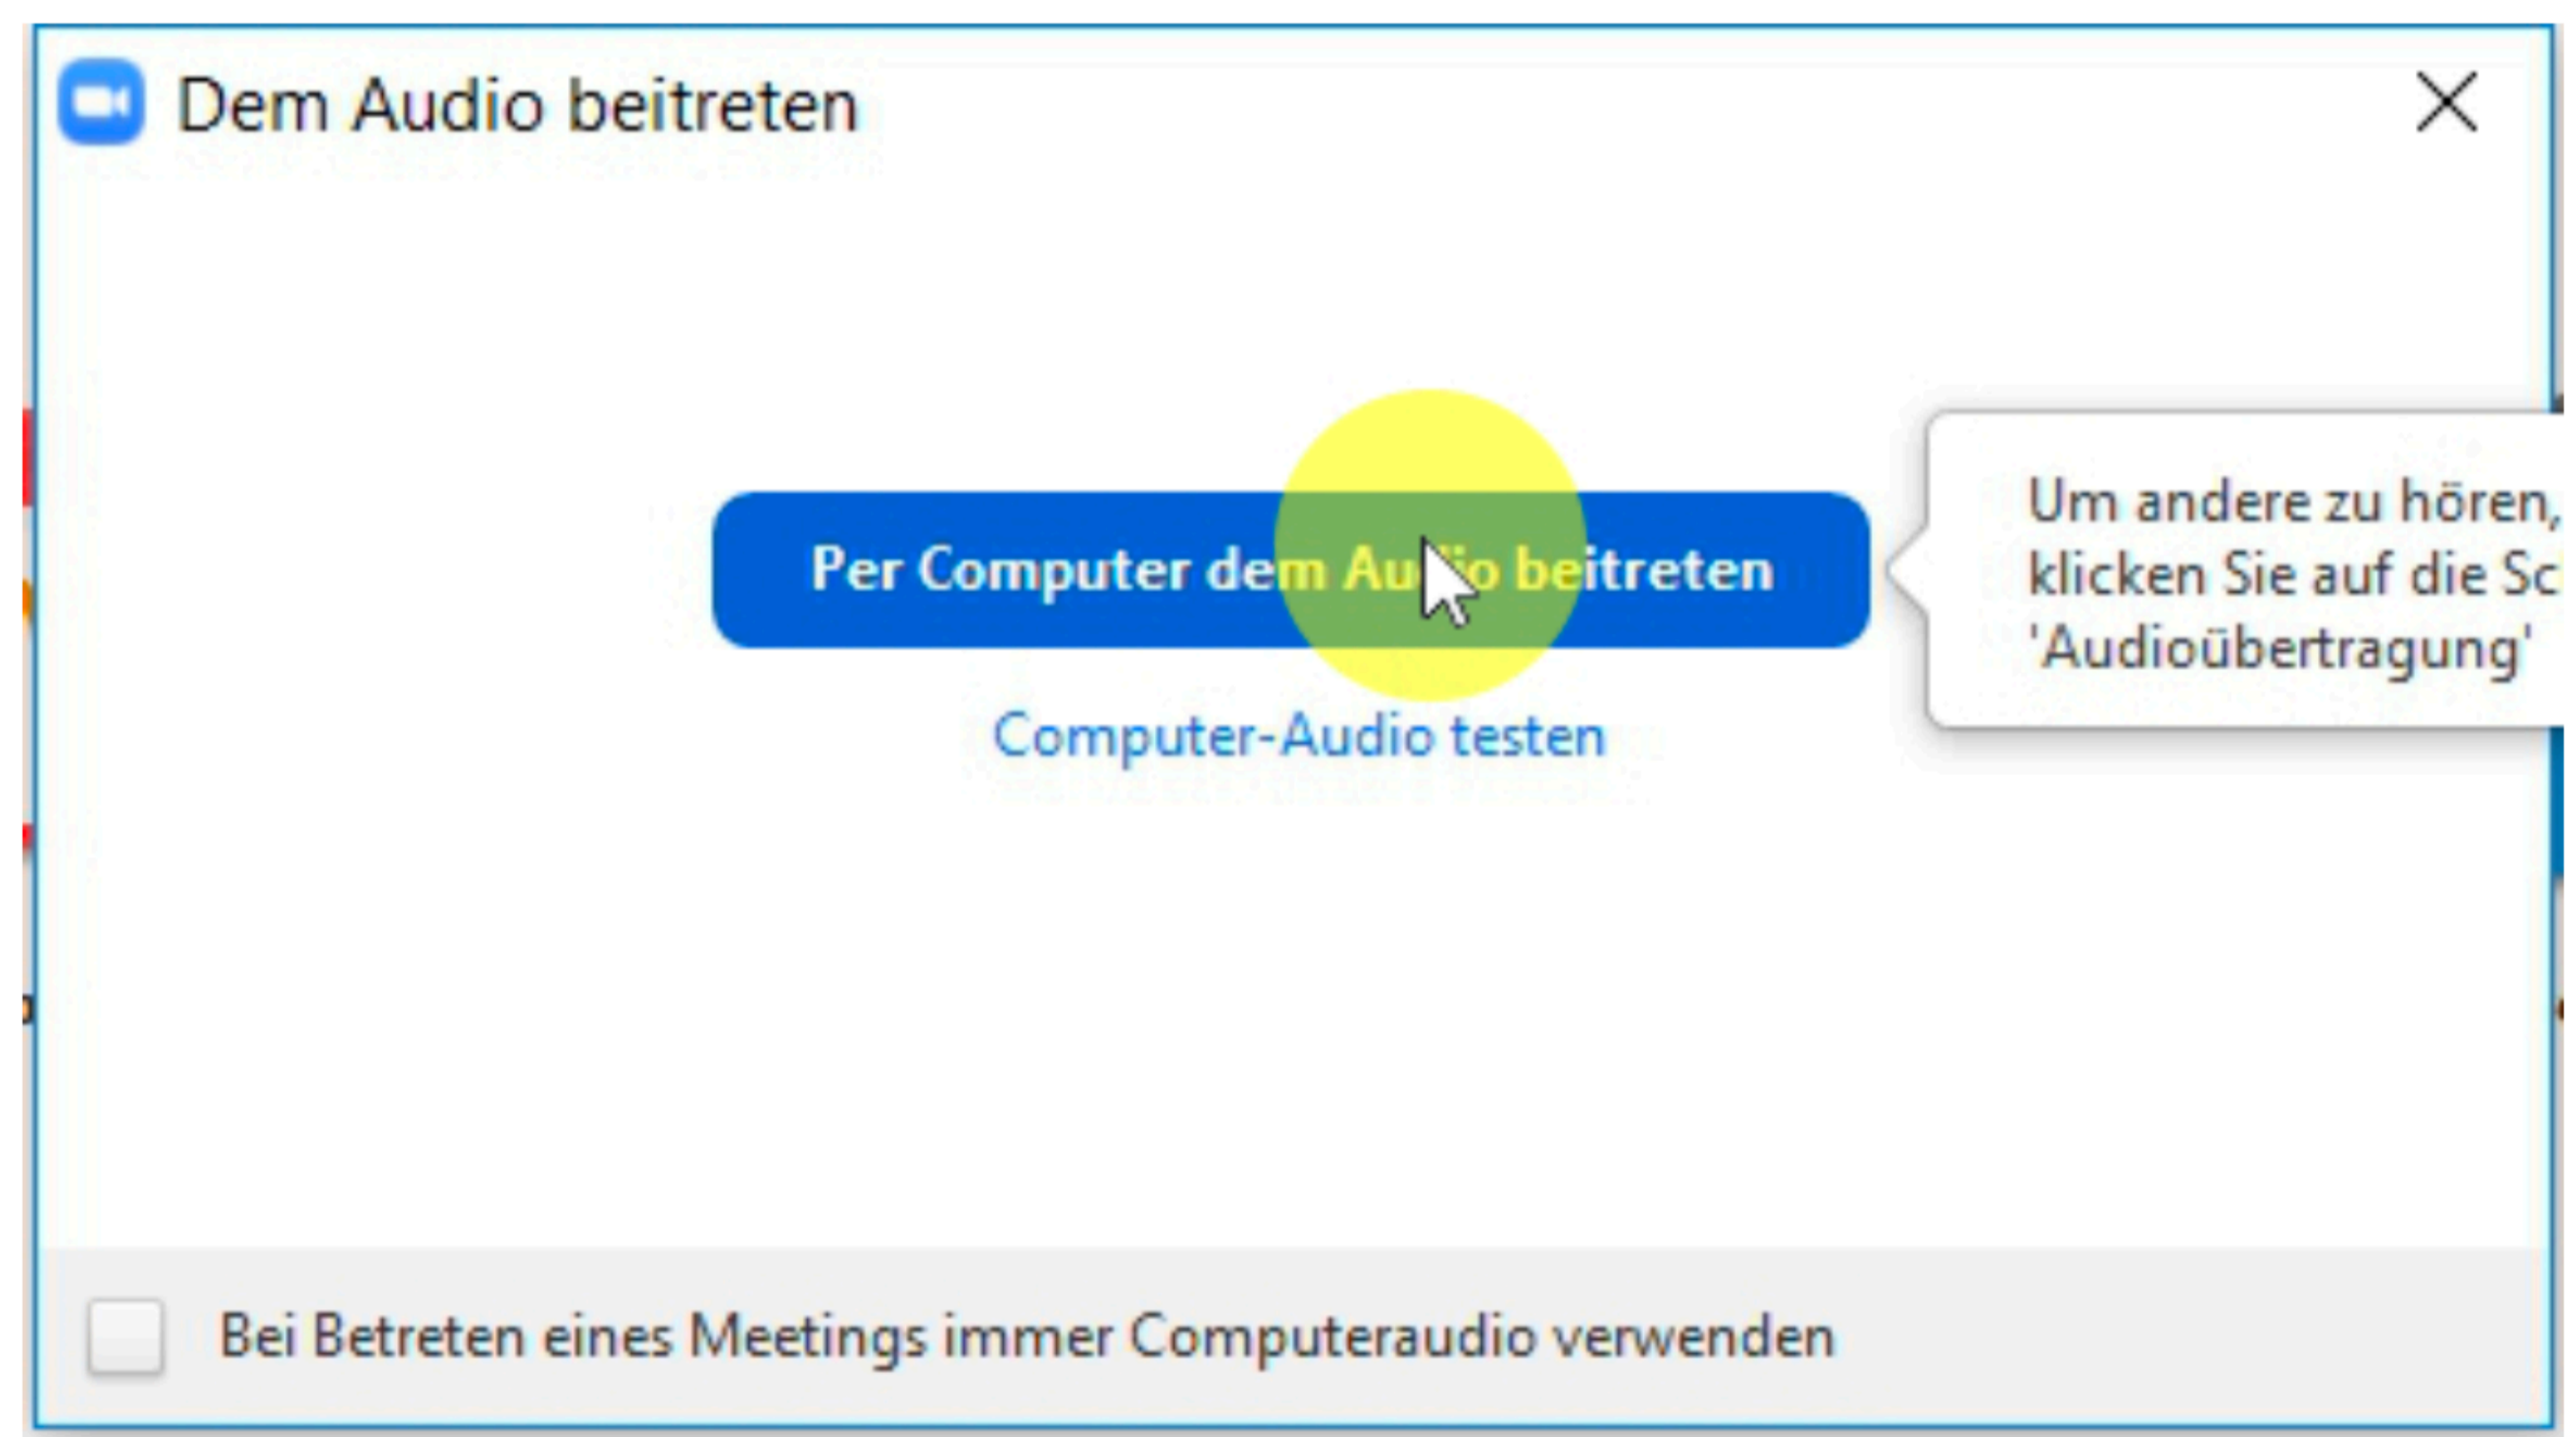 Dem Audio beitreten
Per Computer dem Audio beitreten
Um andere zu hören,
klicken Sie auf die
'Audioübertragung'
Computer-Audio testen
Bei Betreten eines Meetings immer Computeraudio verwenden